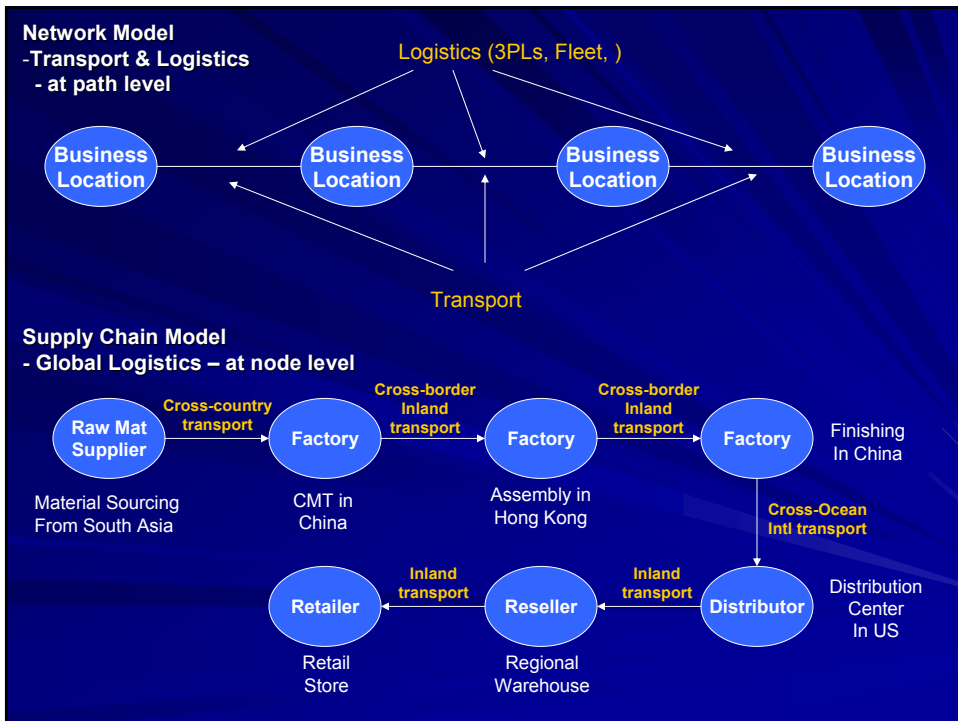 Network Model
-Transport & Logistics
- at path level
Logistics (3PLs, Fleet, )
Business
Location
Business
Location
Business
Location
Business
Location
Transport
Supply Chain Model
- Global Logistics – at node level
Raw Mat
Supplier
Cross-country
transport
Factory
Cross-border
Inland
transport
Factory
Cross-border
Inland
transport
Factory
Finishing
In China
Material Sourcing
From South Asia
CMT in
China
Assembly in
Hong Kong
Cross-Ocean
Intl transport
Retailer
Inland
transport
Reseller
Inland
transport
Distributor
Distribution
Center
In US
Retail
Store
Regional
Warehouse